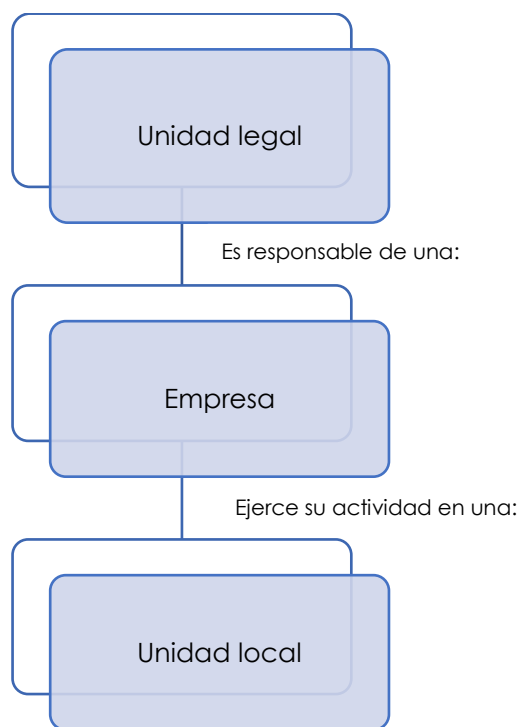 Unidad legal
Es responsable de una:
Empresa
Ejerce su actividad en una:
Unidad local